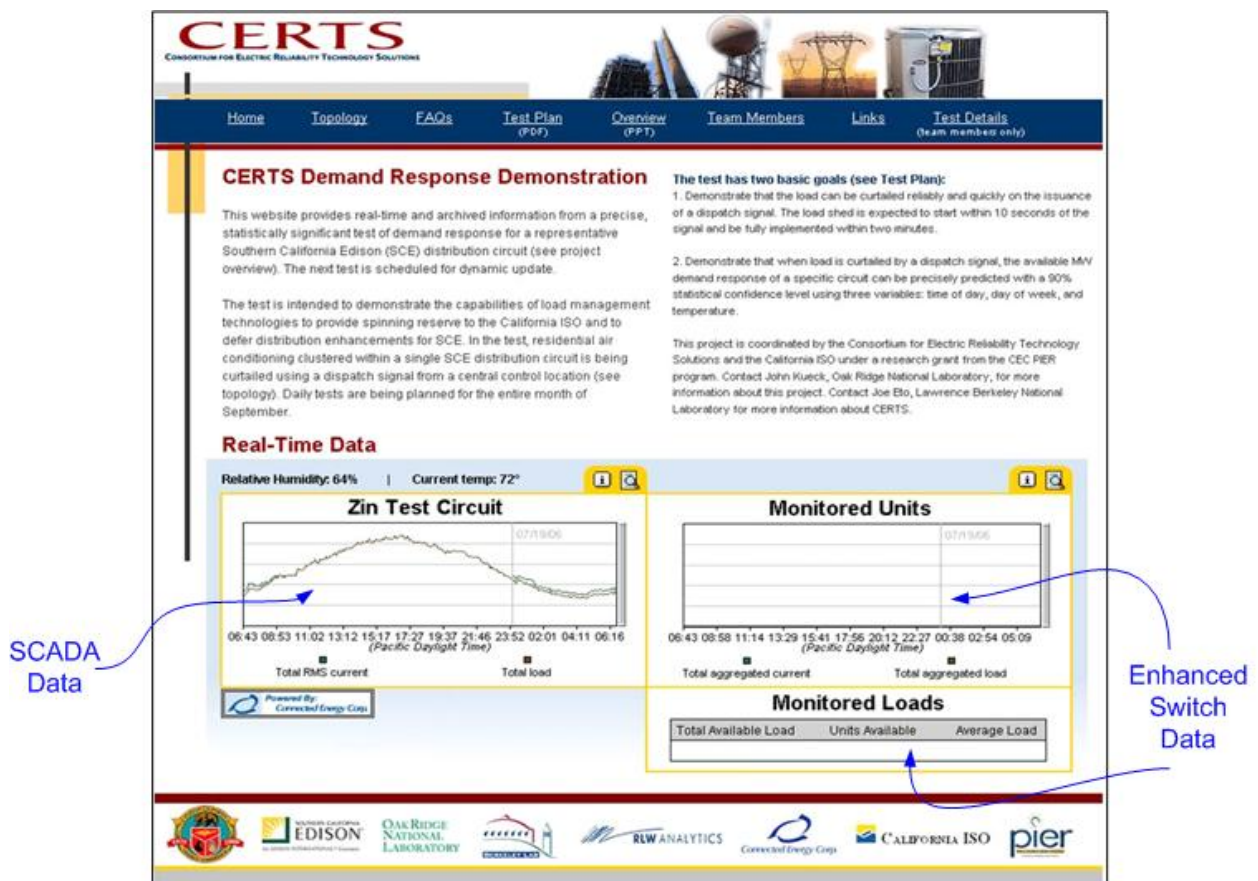 CERTS
CONSORTIUM FOR ELECTRIC RELIABILITY TECHNOLOGY SOLUTIONS
Home Topology FAQs Test Plan (PDF) Overview (PPT) Team Members Links Test Details (team members only)
CERTS Demand Response Demonstration
This website provides real-time and archived information from a precise,
statistically significant test of demand response for a representative
Southern California Edison (SCE) distribution circuit (see project
overview). The next test is scheduled for dynamic update.
The test is intended to demonstrate the capabilities of load management
technologies to provide spinning reserve to the California ISO and to
defer distribution enhancements for SCE. In the test, residential air
conditioning clustered within a single SCE distribution circuit is being
curtailed using a dispatch signal from a central control location (see
topology). Daily tests are being planned for the entire month of
September.
The test has two basic goals (see Test Plan):
1. Demonstrate that the load can be curtailed reliably and quickly on the issuance
of a dispatch signal. The load shed is expected to start within 10 seconds of the
signal and be fully implemented within two minutes.
2. Demonstrate that when load is curtailed by a dispatch signal, the available MW
demand response of a specific circuit can be precisely predicted with a 90%
statistical confidence level using three variables: time of day, day of week, and
temperature.
This project is coordinated by the Consortium for Electric Reliability Technology
Solutions and the California ISO under a research grant from the CEC PIER
program. Contact John Kueck, Oak Ridge National Laboratory, for more
information about this project. Contact Joe Eto, Lawrence Berkeley National
Laboratory for more information about CERTS.
Real-Time Data
Relative Humidity: 64% | Current temp: 72°
Zin Test Circuit
07/19/06
06:43 08:53 11:02 13:12 15:17 17:27 19:37 21:46 23:52 02:01 04:11 06:16
(Pacific Daylight Time)
Total RMS current Total load
Powered By:
Connected Energy Corp.
Monitored Units
07/19/06
06:43 08:58 11:14 13:29 15:41 17:56 20:12 22:27 00:38 02:54 05:09
(Pacific Daylight Time)
Total aggregated current Total aggregated load
Monitored Loads
Total Available Load Units Available Average Load
SCADA
Data
Enhanced
Switch
Data
SOUTHERN CALIFORNIA
EDISON
An EDISON INTERNATIONAL Company
OAK RIDGE
NATIONAL
LABORATORY
BERKELEY LAB
RLW ANALYTICS
Connected Energy Corp.
CALIFORNIA ISO
pier